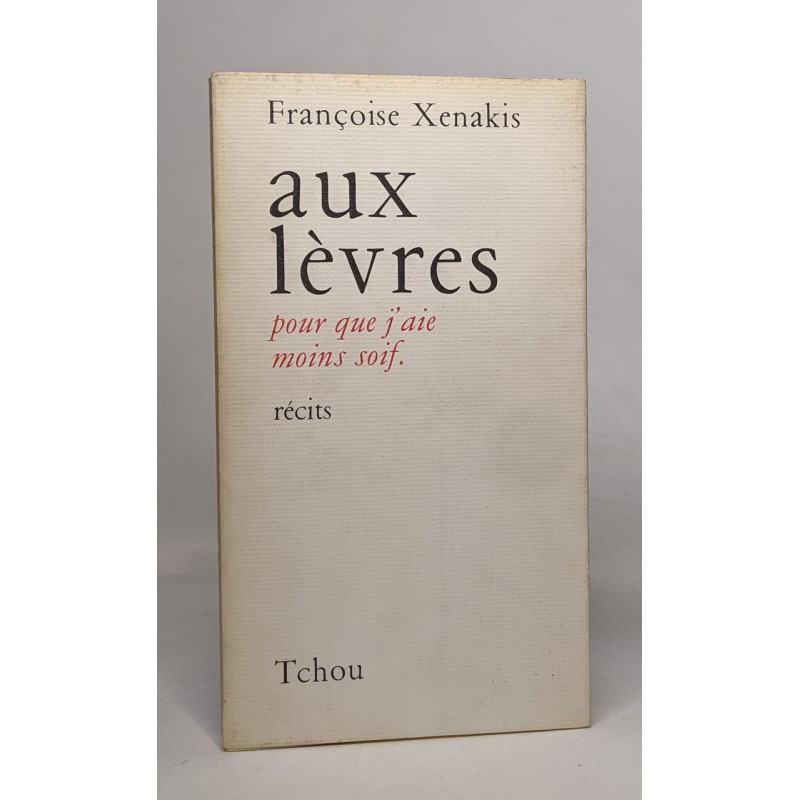 Françoise Xenakis
aux
lèvres
pour que j'aie
moins soif.
récits
Tchou